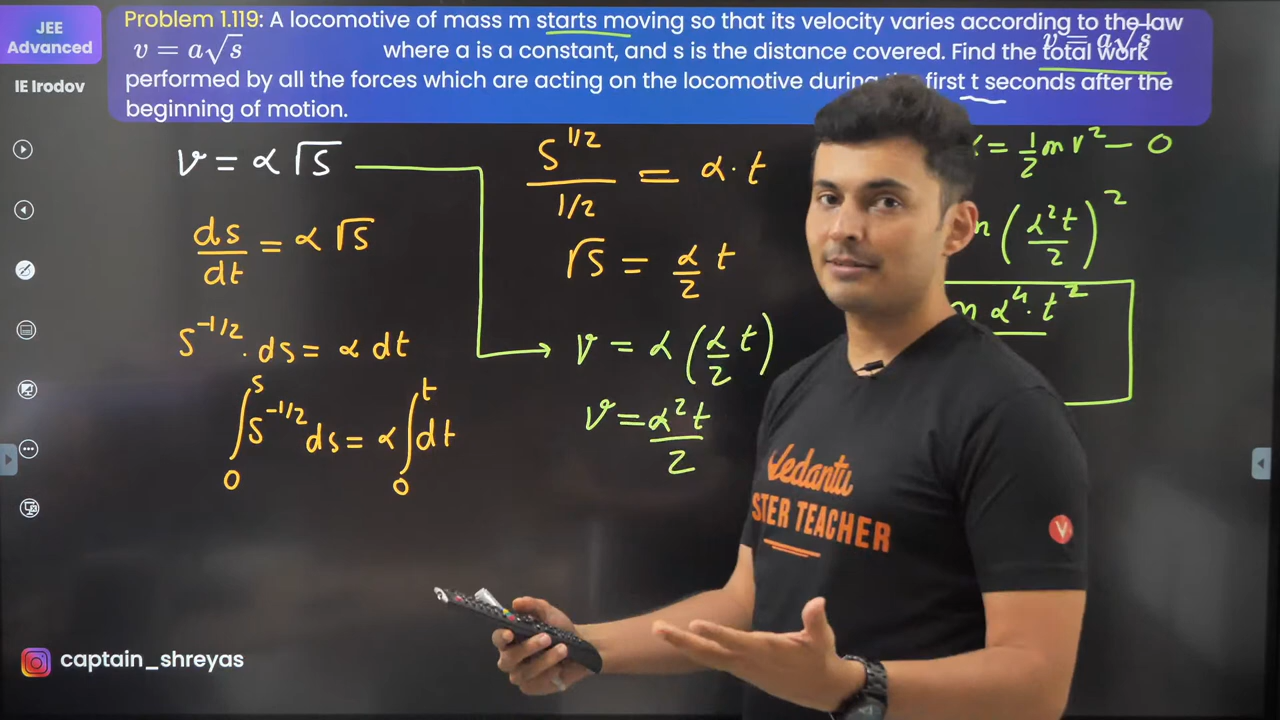 JEE
Advanced
IE Irodov
Problem 1.119: A locomotive of mass m starts moving so that its velocity varies according to the law
v = a√s where a is a constant, and s is the distance covered. Find the total work
v = a√s
performed by all the forces which are acting on the locomotive during the first t seconds after the
beginning of motion.
v = α √s
ds/dt = α √s
s^{-1/2} · ds = α dt
∫₀^s s^{-1/2} ds = α ∫₀^t dt
s^{1/2} / 1/2 = α · t
√s = α/2 t
v = α (α/2 t)
v = α² t / 2
= 1/2 m v² − 0
(α² t / 2)²
α⁴ · t²
Vedantu
STER TEACHER
V
captain_shreyas